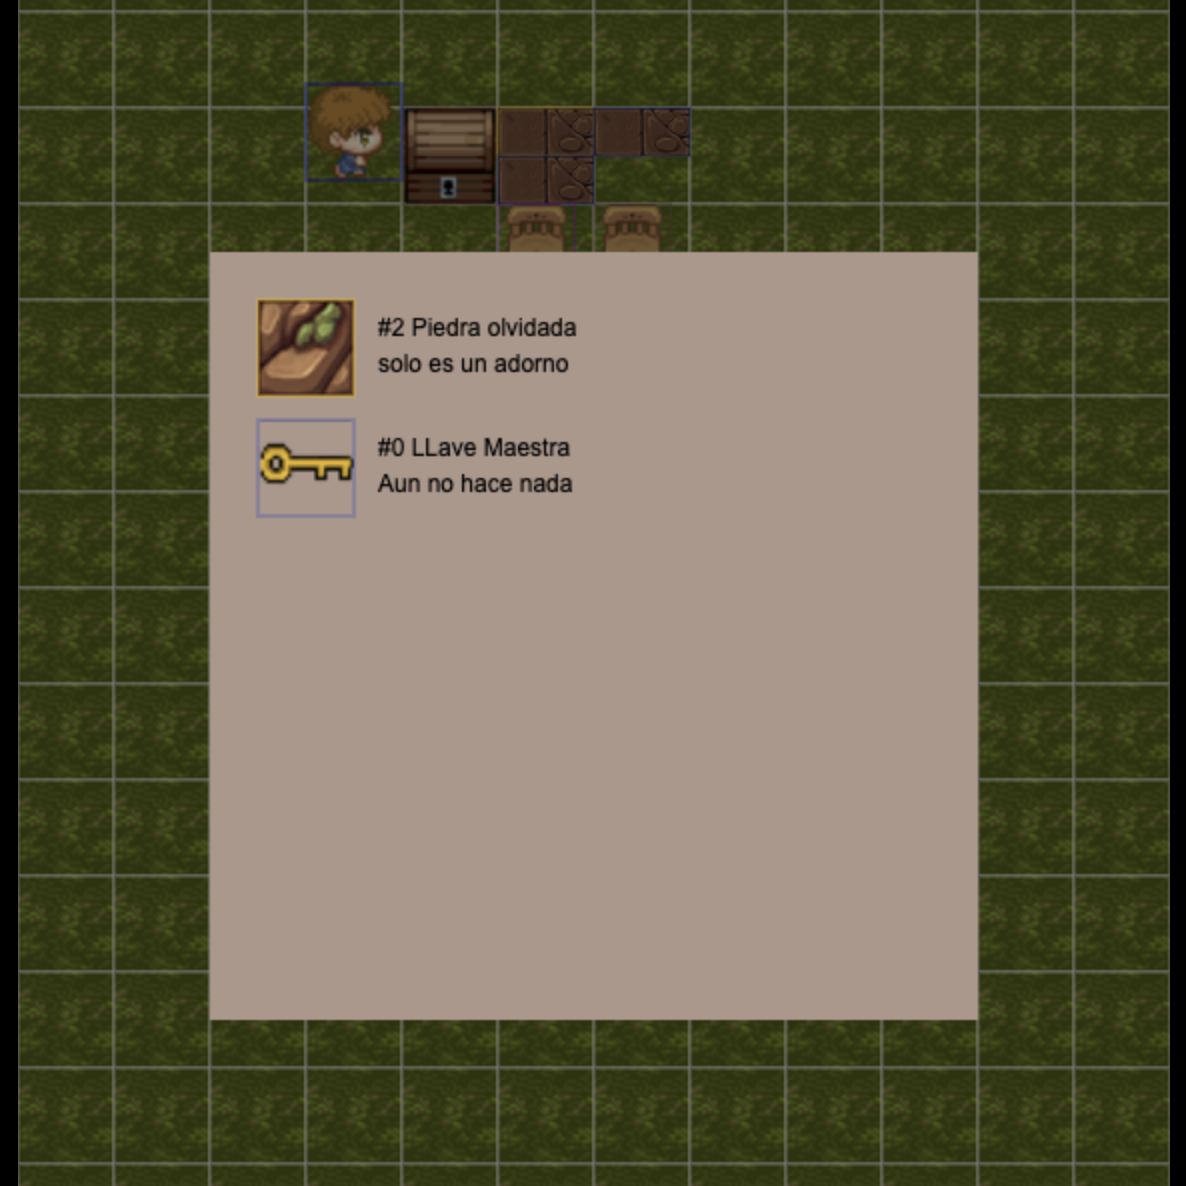 #2 Piedra olvidada
solo es un adorno
#0 LLave Maestra
Aun no hace nada